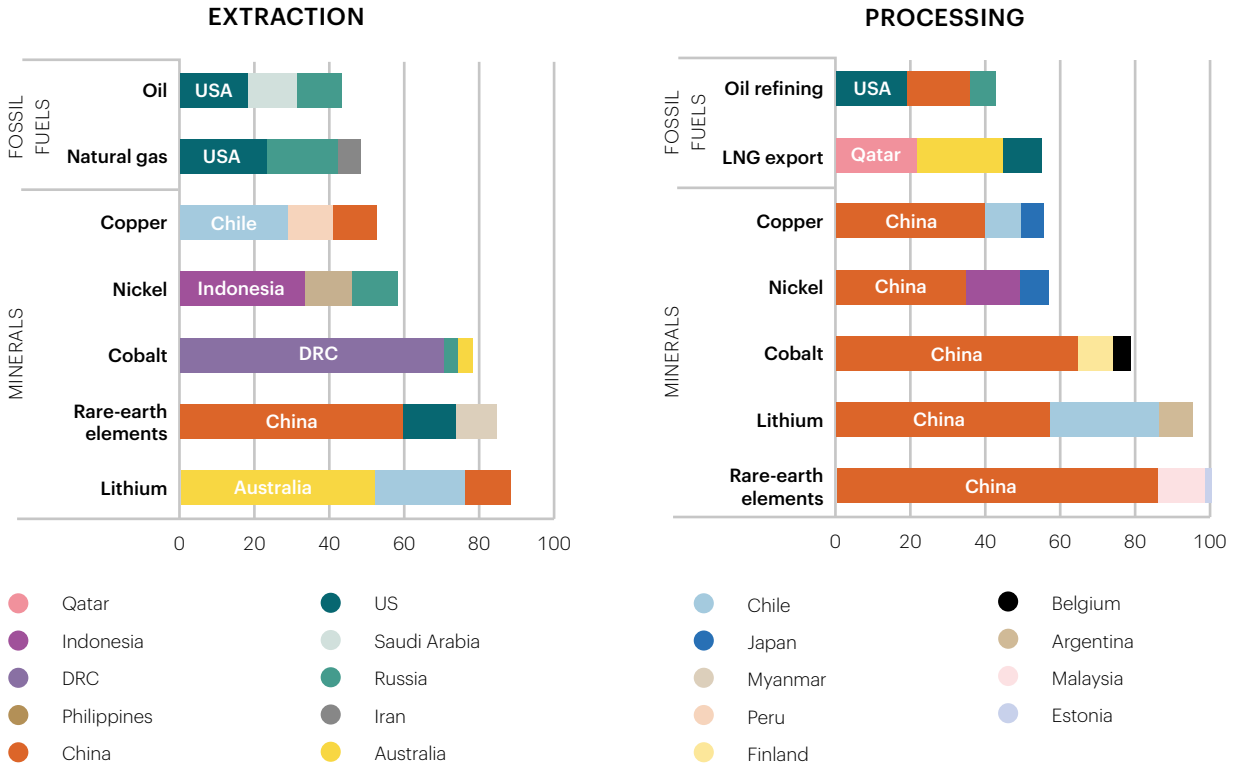 EXTRACTION
FOSSIL
FUELS
Oil
USA
Natural gas
USA
MINERALS
Copper
Chile
Nickel
Indonesia
Cobalt
DRC
Rare-earth
elements
China
Lithium
Australia
0 20 40 60 80 100
PROCESSING
FOSSIL
FUELS
Oil refining
USA
LNG export
Qatar
MINERALS
Copper
China
Nickel
China
Cobalt
China
Lithium
China
Rare-earth
elements
China
0 20 40 60 80 100
Qatar
Indonesia
DRC
Philippines
China
US
Saudi Arabia
Russia
Iran
Australia
Chile
Japan
Myanmar
Peru
Finland
Belgium
Argentina
Malaysia
Estonia